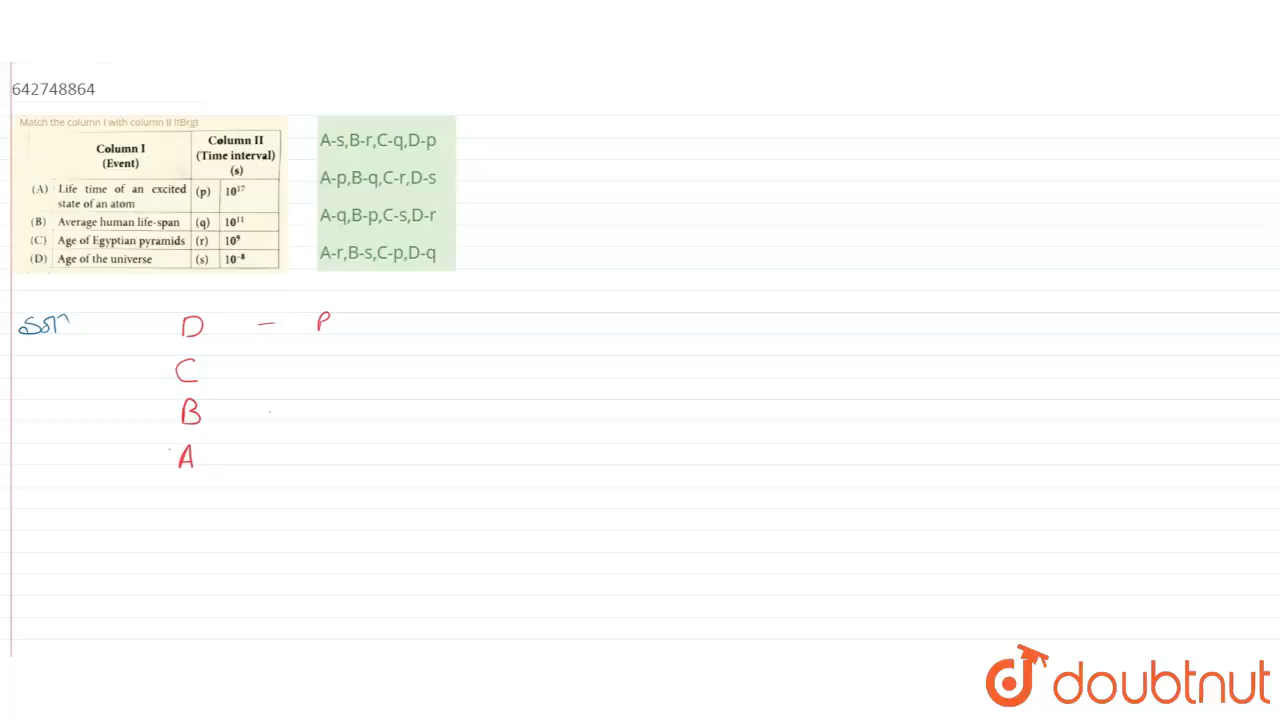 642748864
Match the column I with column II ItBrgt
Column I (Event) Column II (Time interval) (s)
(A) Life time of an excited state of an atom (p) 10¹⁷
(B) Average human life-span (q) 10¹¹
(C) Age of Egyptian pyramids (r) 10⁹
(D) Age of the universe (s) 10⁻⁸
A-s,B-r,C-q,D-p
A-p,B-q,C-r,D-s
A-q,B-p,C-s,D-r
A-r,B-s,C-p,D-q
Solⁿ D — P
C
B
A
doubtnut